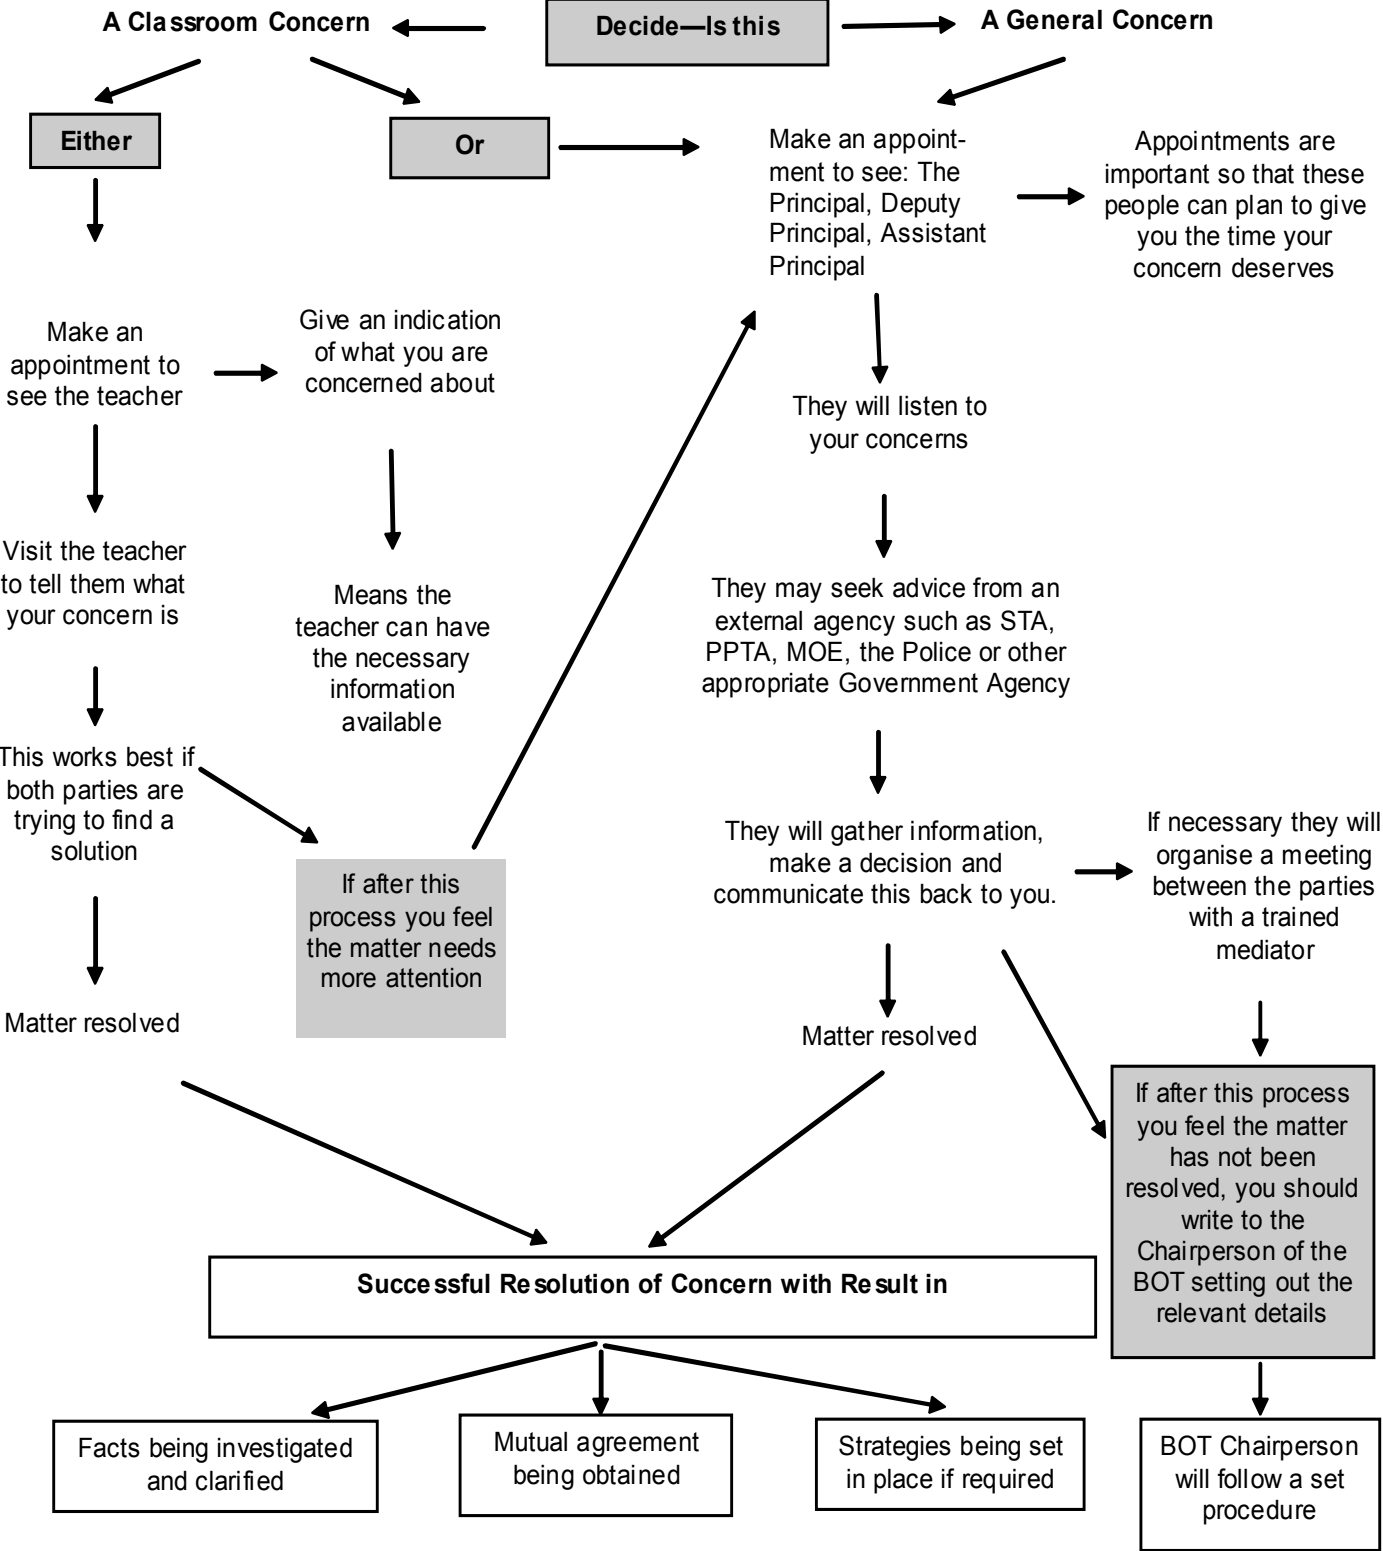 A Classroom Concern
Decide—Is this
A General Concern
Either
Or
Make an appoint-
ment to see: The
Principal, Deputy
Principal, Assistant
Principal
Appointments are
important so that these
people can plan to give
you the time your
concern deserves
Make an
appointment to
see the teacher
Give an indication
of what you are
concerned about
They will listen to
your concerns
Visit the teacher
to tell them what
your concern is
Means the
teacher can have
the necessary
information
available
They may seek advice from an
external agency such as STA,
PPTA, MOE, the Police or other
appropriate Government Agency
This works best if
both parties are
trying to find a
solution
If after this
process you feel
the matter needs
more attention
They will gather information,
make a decision and
communicate this back to you.
If necessary they will
organise a meeting
between the parties
with a trained
mediator
Matter resolved
Matter resolved
If after this process
you feel the matter
has not been
resolved, you should
write to the
Chairperson of the
BOT setting out the
relevant details
Successful Resolution of Concern with Result in
Facts being investigated
and clarified
Mutual agreement
being obtained
Strategies being set
in place if required
BOT Chairperson
will follow a set
procedure